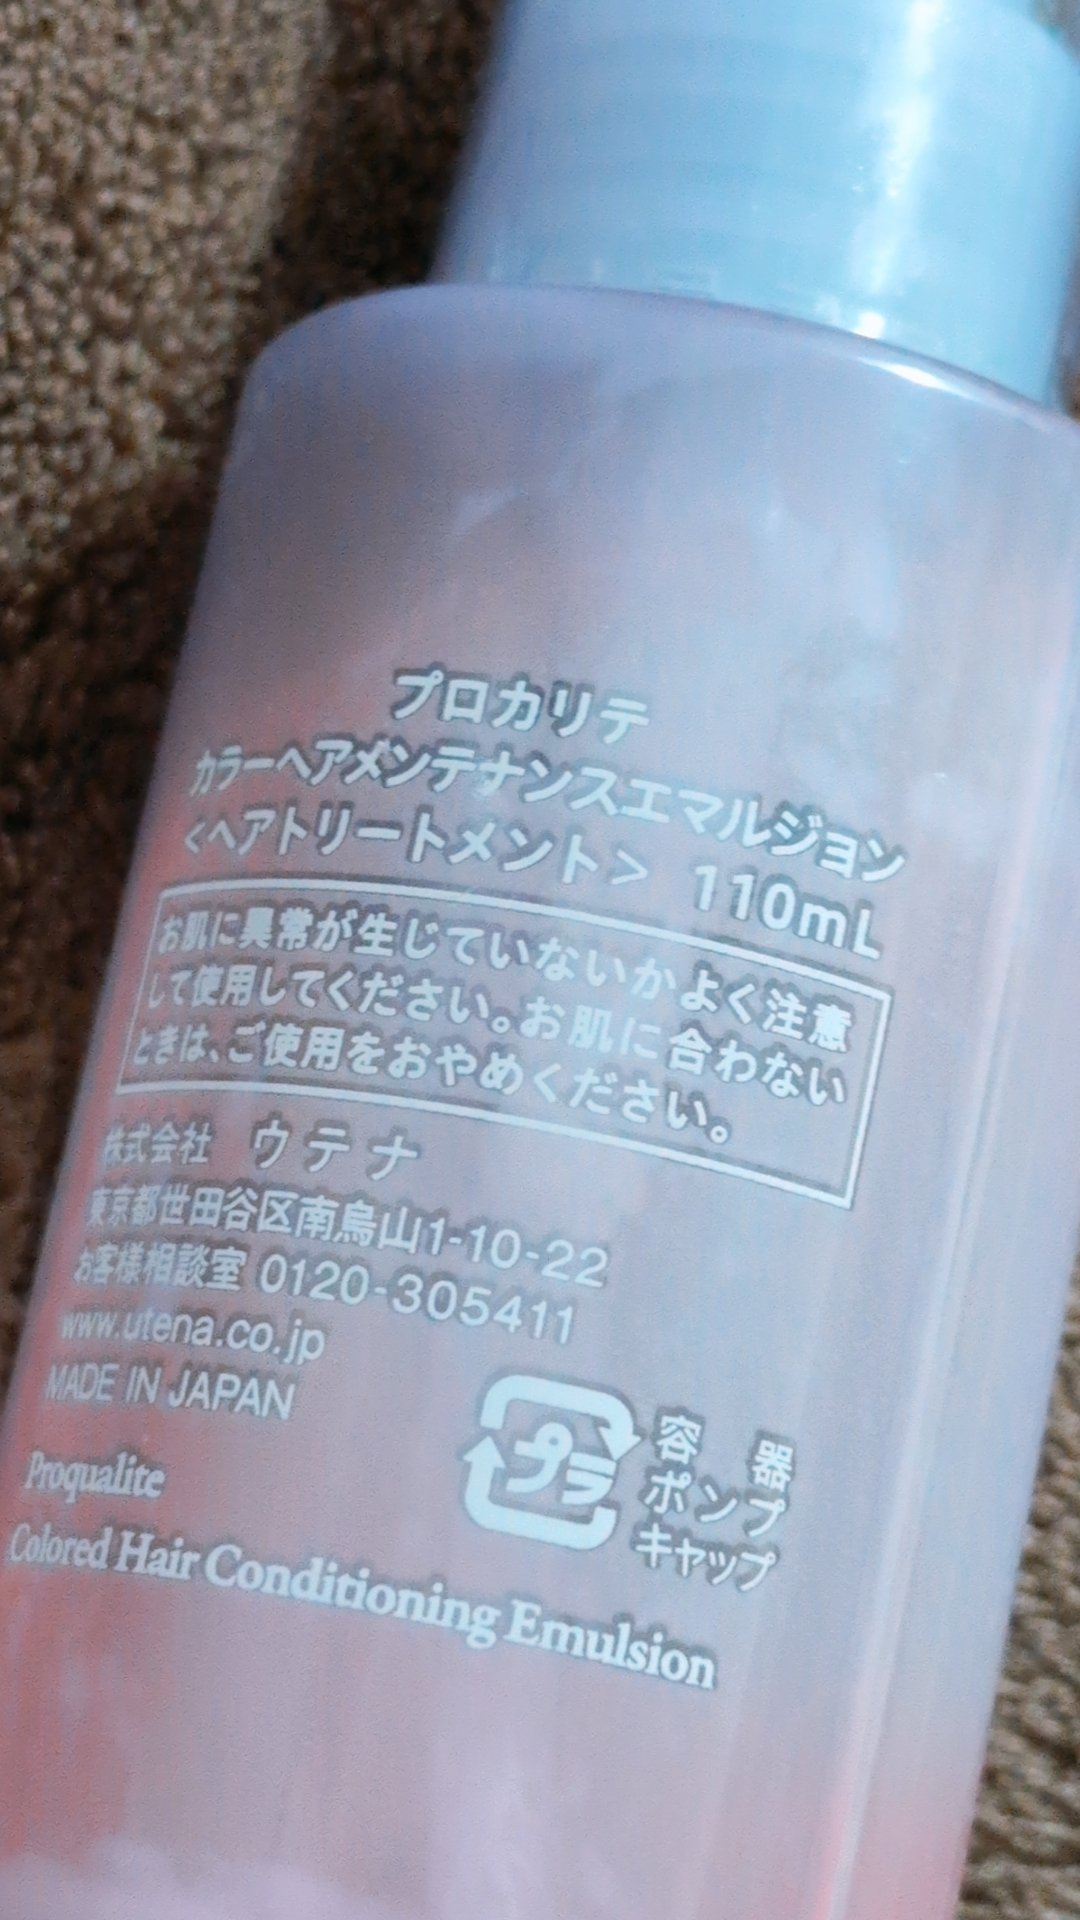 プロカリテ
カラーヘアメンテナンスエマルジョン
<ヘアトリートメント> 110mL
お肌に異常が生じていないかよく注意
して使用してください。お肌に合わない
ときは、ご使用をおやめください。
株式会社 ウテナ
東京都世田谷区南烏山1-10-22
お客様相談室 0120-305411
www.utena.co.jp
MADE IN JAPAN
プラ
容器
ポンプ
キャップ
Proqualite
Colored Hair Conditioning Emulsion